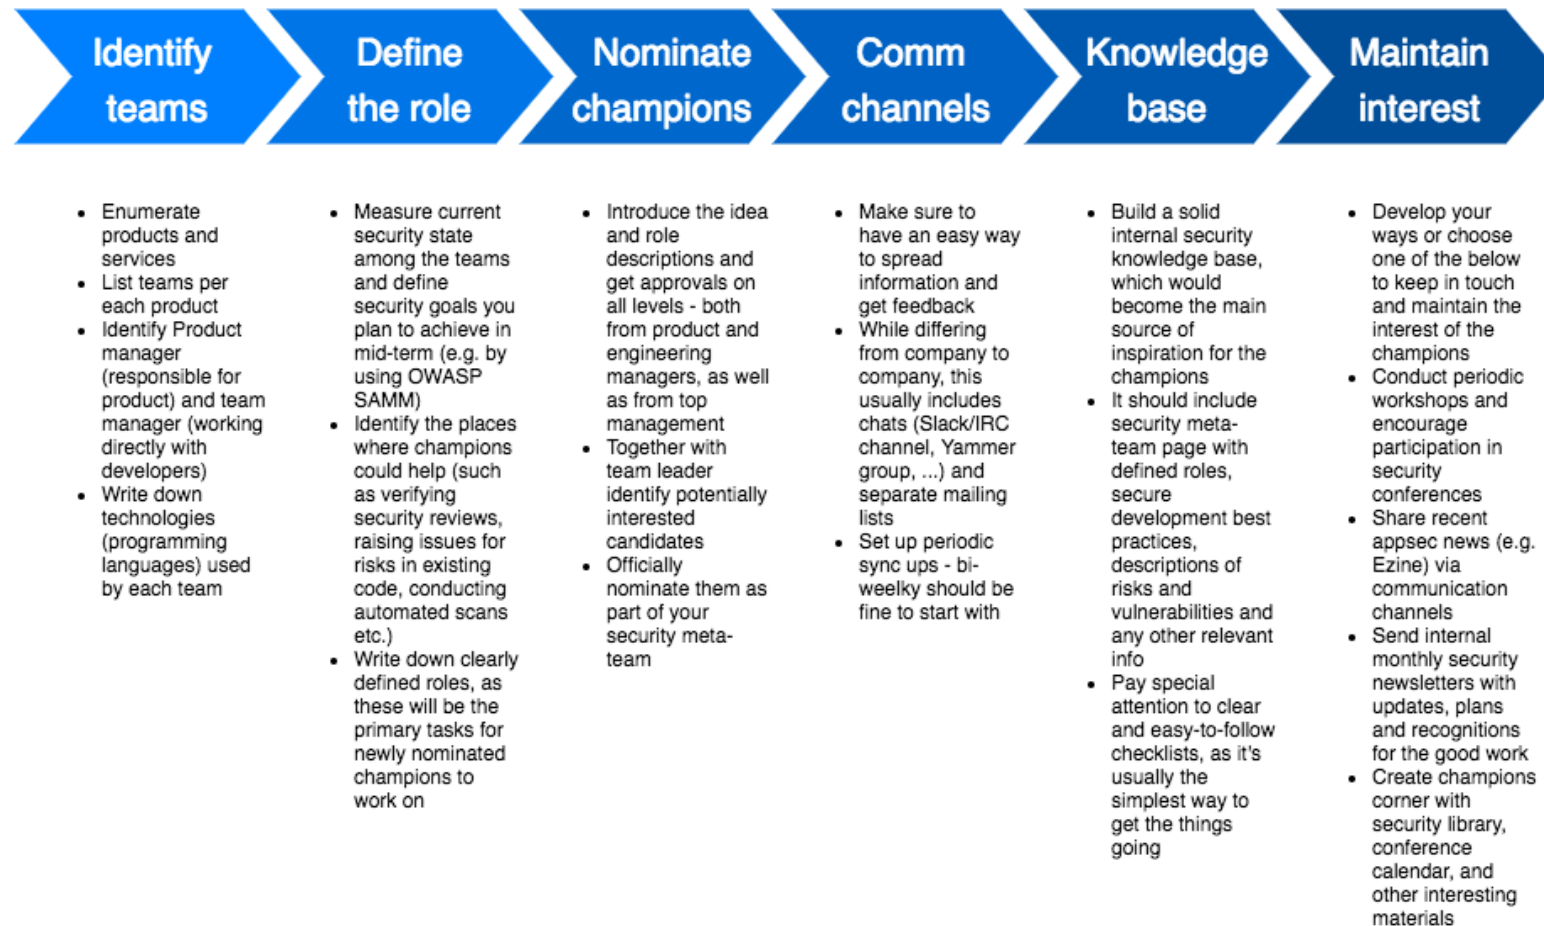 Identify
teams
Define
the role
Nominate
champions
Comm
channels
Knowledge
base
Maintain
interest
• Enumerate
products and
services
• List teams per
each product
• Identify Product
manager
(responsible for
product) and team
manager (working
directly with
developers)
• Write down
technologies
(programming
languages) used
by each team
• Measure current
security state
among the teams
and define
security goals you
plan to achieve in
mid-term (e.g. by
using OWASP
SAMM)
• Identify the places
where champions
could help (such
as verifying
security reviews,
raising issues for
risks in existing
code, conducting
automated scans
etc.)
• Write down clearly
defined roles, as
these will be the
primary tasks for
newly nominated
champions to
work on
• Introduce the idea
and role
descriptions and
get approvals on
all levels - both
from product and
engineering
managers, as well
as from top
management
• Together with
team leader
identify potentially
interested
candidates
• Officially
nominate them as
part of your
security meta-
team
• Make sure to
have an easy way
to spread
information and
get feedback
• While differing
from company to
company, this
usually includes
chats (Slack/IRC
channel, Yammer
group, ...) and
separate mailing
lists
• Set up periodic
sync ups - bi-
weelky should be
fine to start with
• Build a solid
internal security
knowledge base,
which would
become the main
source of
inspiration for the
champions
• It should include
security meta-
team page with
defined roles,
secure
development best
practices,
descriptions of
risks and
vulnerabilities and
any other relevant
info
• Pay special
attention to clear
and easy-to-follow
checklists, as it's
usually the
simplest way to
get the things
going
• Develop your
ways or choose
one of the below
to keep in touch
and maintain the
interest of the
champions
• Conduct periodic
workshops and
encourage
participation in
security
conferences
• Share recent
appsec news (e.g.
Ezine) via
communication
channels
• Send internal
monthly security
newsletters with
updates, plans
and recognitions
for the good work
• Create champions
corner with
security library,
conference
calendar, and
other interesting
materials